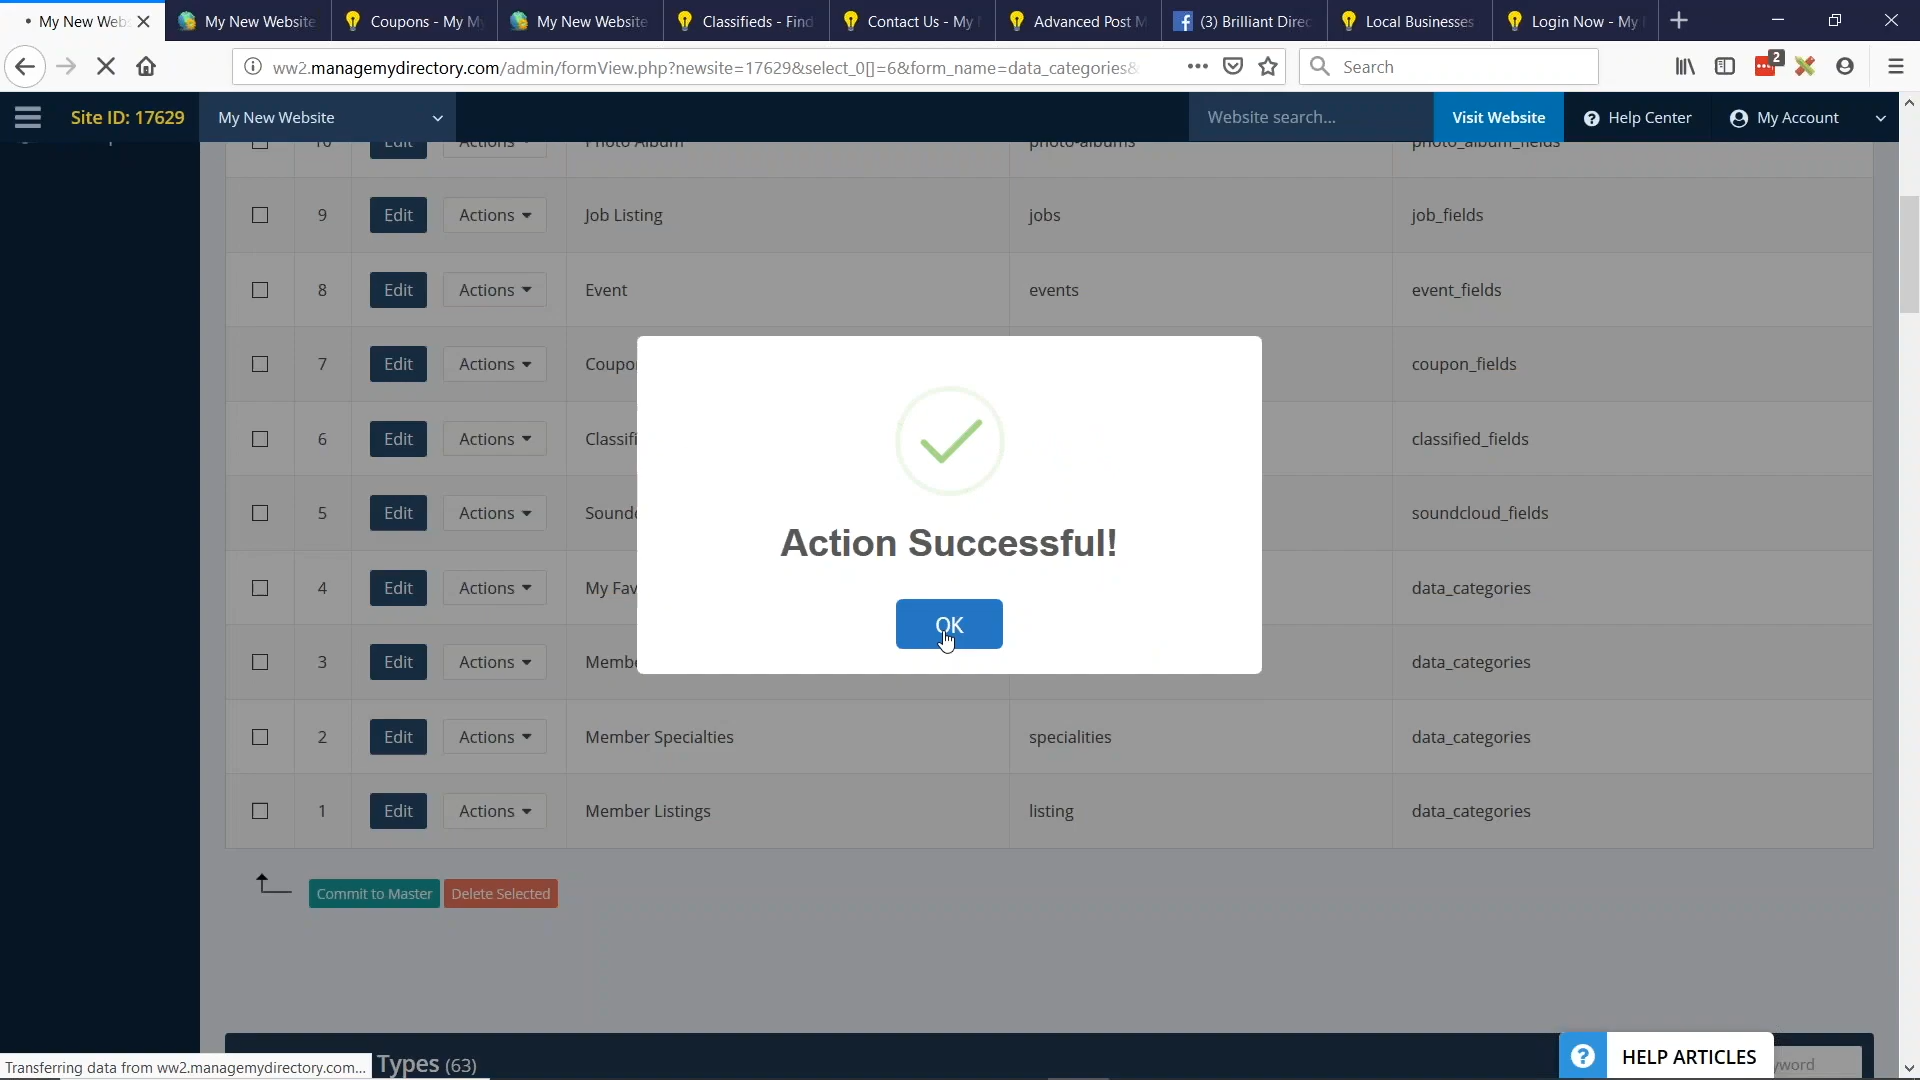 My New Web
My New Website
Coupons - My M
My New Website
Classifieds - Find
Contact Us - My
Advanced Post M
(3) Brilliant Direc
Local Businesses
Login Now - My
ww2.managemydirectory.com/admin/formView.php?newsite=17629&select_0[]=6&form_name=data_categories&
Search
2
Site ID: 17629
My New Website
Website search...
Visit Website
Help Center
My Account
10 Edit Actions Photo Album photo-albums photo_album_fields
9 Edit Actions Job Listing jobs job_fields
8 Edit Actions Event events event_fields
7 Edit Actions Coupo coupon_fields
6 Edit Actions Classifi classified_fields
5 Edit Actions Sound soundcloud_fields
4 Edit Actions My Fav data_categories
3 Edit Actions Membe data_categories
2 Edit Actions Member Specialties specialities data_categories
1 Edit Actions Member Listings listing data_categories
Action Successful!
OK
Commit to Master
Delete Selected
Types (63)
yword
HELP ARTICLES
Transferring data from ww2.managemydirectory.com...